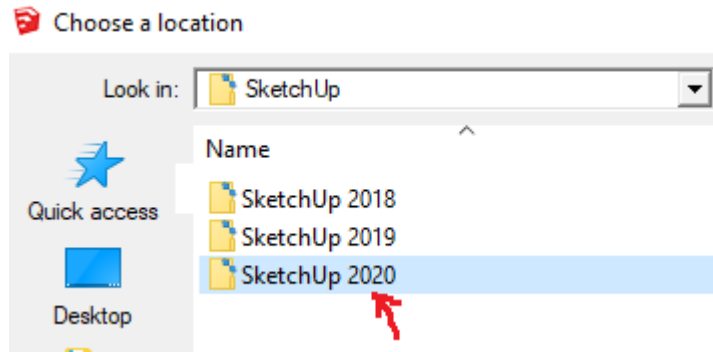 Choose a location
Look in: SketchUp
Name
Quick access
SketchUp 2018
SketchUp 2019
SketchUp 2020
Desktop